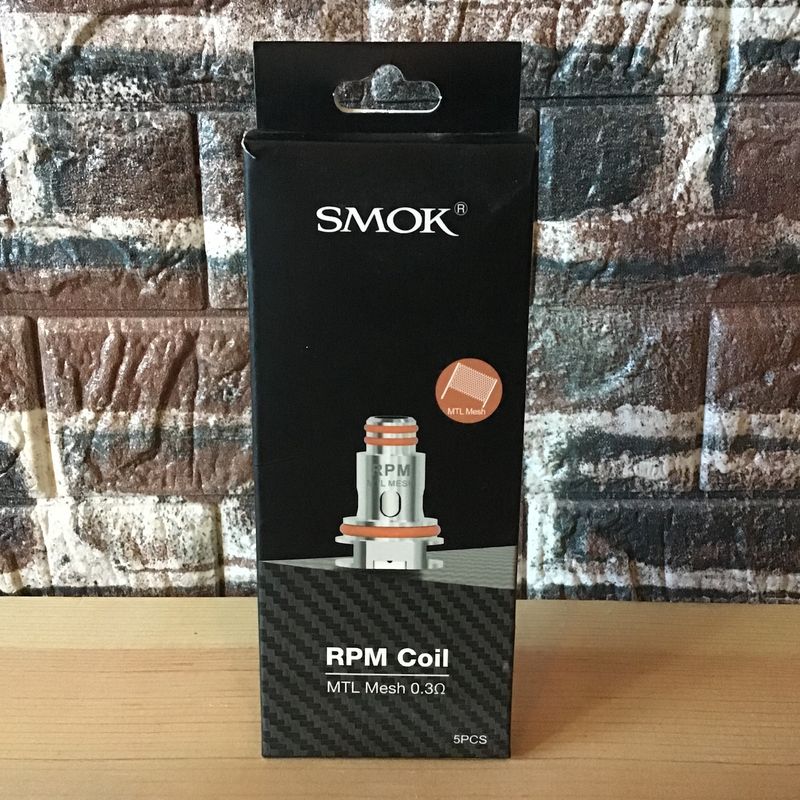 SMOK®
MTL Mesh
RPM
MTL MESH
RPM Coil
MTL Mesh 0.3Ω
5PCS